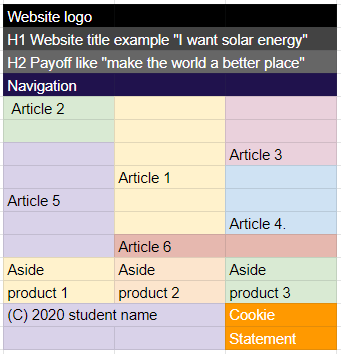 Website logo
H1 Website title example "I want solar energy"
H2 Payoff like "make the world a better place"
Navigation
Article 2
Article 3
Article 1
Article 5
Article 4.
Article 6
Aside Aside Aside
product 1 product 2 product 3
(C) 2020 student name Cookie
Statement